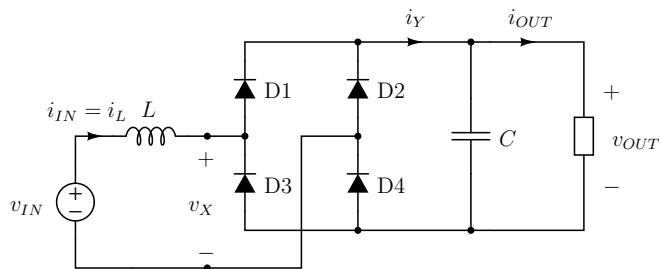 i_Y
i_OUT
D1
D2
i_IN = i_L
L
+
+
+
−
v_IN
v_X
D3
D4
C
v_OUT
−
−